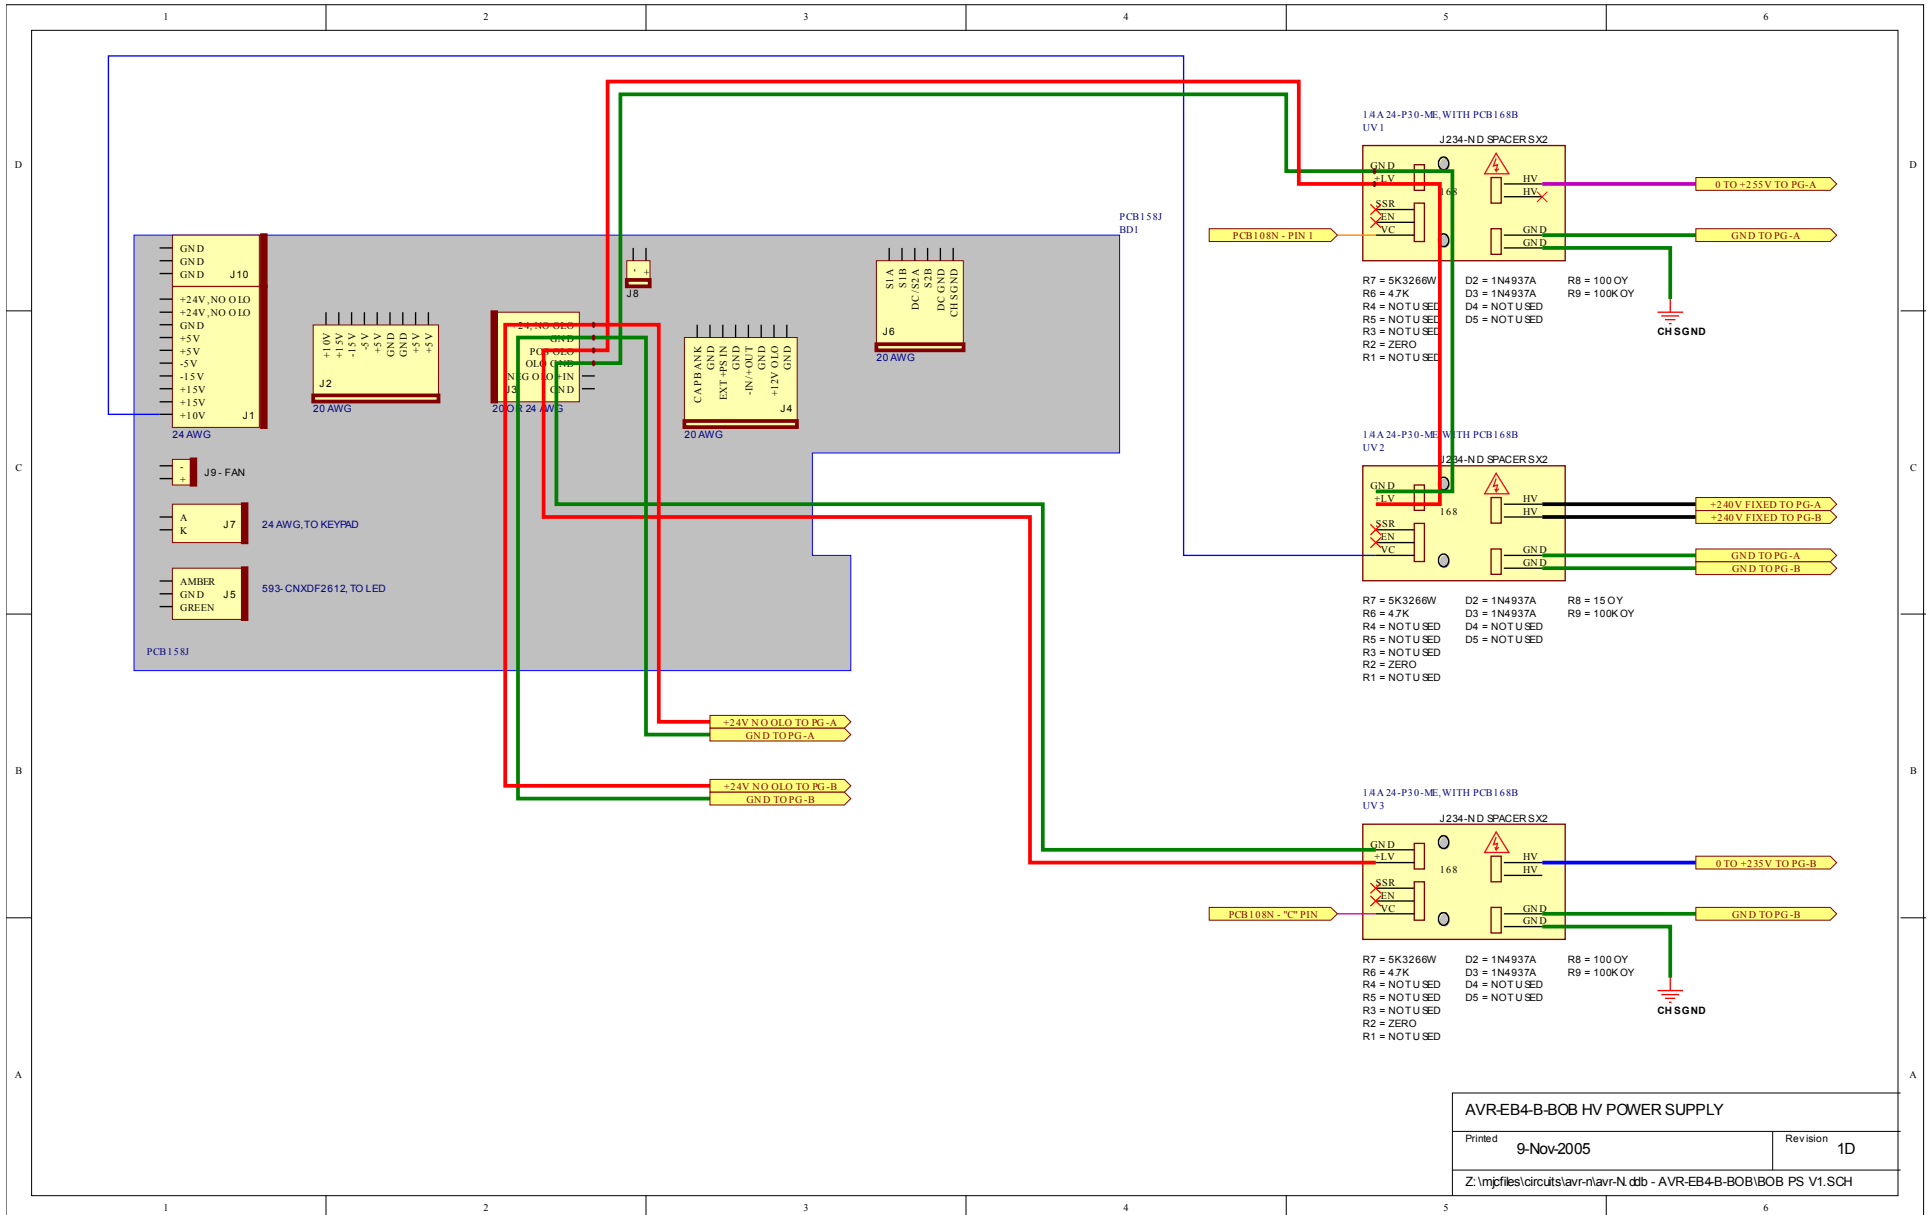 1 2 3 4 5 6
D
C
B
A
D
C
B
A
1 2 3 4 5 6
PCB158J
BD1
GND
GND
GND
J10
+24V, NO OLO
+24V, NO OLO
GND
+5V
+5V
-5V
-15V
+15V
+15V
+10V
J1
24 AWG
+10V
+15V
-15V
-5V
+5V
GND
GND
+5V
+5V
J2
20 AWG
+24, NO OLO
GND
POS OLO
OLO GND
NEG OLO +IN
GND
J3
20 OR 24 AWG
-
+
J8
CAP BANK
GND
EXT +PS IN
GND
-IN/+OUT
GND
+12V OLO
GND
J4
20 AWG
S1A
S1B
DC/S2A
S2B
DC GND
CHSGND
J6
20 AWG
-
+
J9 - FAN
A
K
J7
24 AWG, TO KEYPAD
AMBER
GND
GREEN
J5
593-CNXDF2612, TO LED
PCB158J
+24V NO OLO TO PG-A
GND TO PG-A
+24V NO OLO TO PG-B
GND TO PG-B
1/4A24-P30-ME, WITH PCB168B
UV1
J234-ND SPACERSX2
GND
+LV
168
SSR
EN
VC
HV
HV
GND
GND
PCB108N - PIN 1
0 TO +255V TO PG-A
GND TO PG-A
CHSGND
R7 = 5K3266W D2 = 1N4937A R8 = 100 OY
R6 = 4.7K D3 = 1N4937A R9 = 100K OY
R4 = NOT USED D4 = NOT USED
R5 = NOT USED D5 = NOT USED
R3 = NOT USED
R2 = ZERO
R1 = NOT USED
1/4A24-P30-ME, WITH PCB168B
UV2
J234-ND SPACERSX2
GND
+LV
168
SSR
EN
VC
HV
HV
GND
GND
+240V FIXED TO PG-A
+240V FIXED TO PG-B
GND TO PG-A
GND TO PG-B
R7 = 5K3266W D2 = 1N4937A R8 = 15 OY
R6 = 4.7K D3 = 1N4937A R9 = 100K OY
R4 = NOT USED D4 = NOT USED
R5 = NOT USED D5 = NOT USED
R3 = NOT USED
R2 = ZERO
R1 = NOT USED
1/4A24-P30-ME, WITH PCB168B
UV3
J234-ND SPACERSX2
GND
+LV
168
SSR
EN
VC
HV
HV
GND
GND
PCB108N - "C" PIN
0 TO +235V TO PG-B
GND TO PG-B
CHSGND
R7 = 5K3266W D2 = 1N4937A R8 = 100 OY
R6 = 4.7K D3 = 1N4937A R9 = 100K OY
R4 = NOT USED D4 = NOT USED
R5 = NOT USED D5 = NOT USED
R3 = NOT USED
R2 = ZERO
R1 = NOT USED
AVR-EB4-B-BOB HV POWER SUPPLY
Printed 9-Nov-2005 Revision 1D
Z:\mjcfiles\circuits\avr-n\avr-N.ddb - AVR-EB4-B-BOB\BOB PS V1.SCH